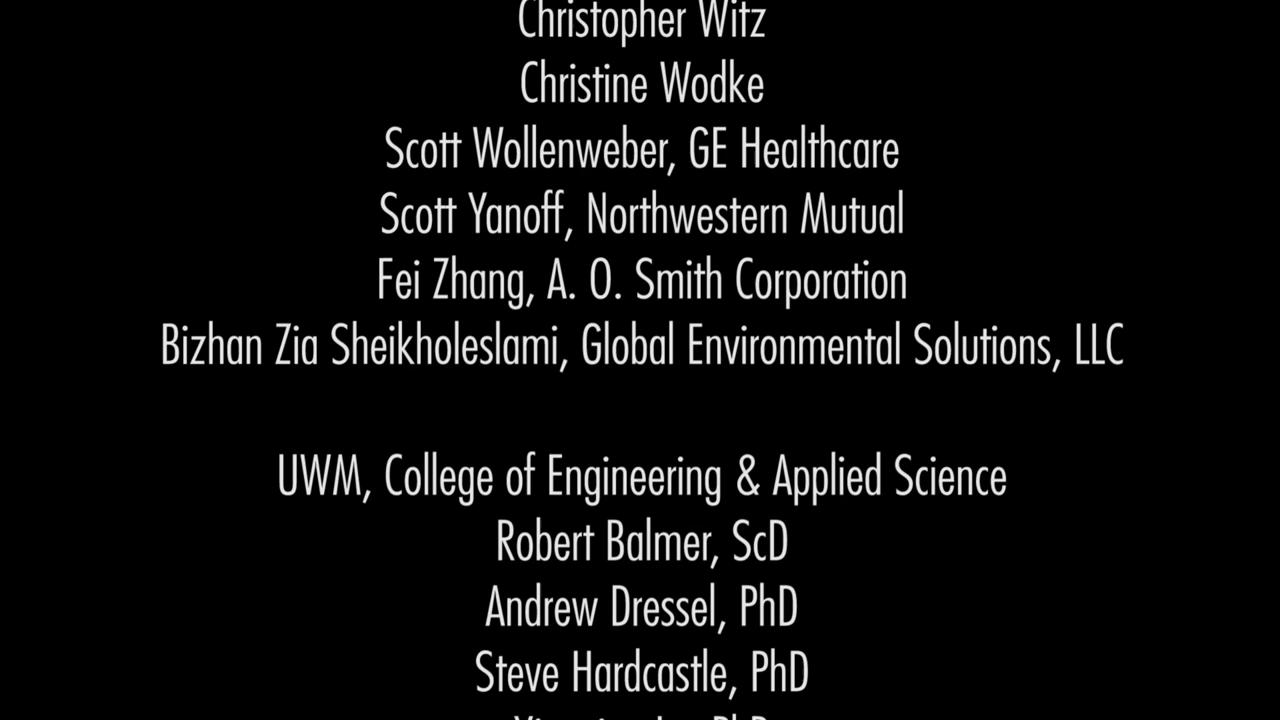 Christopher Witz
Christine Wodke
Scott Wollenweber, GE Healthcare
Scott Yanoff, Northwestern Mutual
Fei Zhang, A. O. Smith Corporation
Bizhan Zia Sheikholeslami, Global Environmental Solutions, LLC
UWM, College of Engineering & Applied Science
Robert Balmer, ScD
Andrew Dressel, PhD
Steve Hardcastle, PhD
PhD